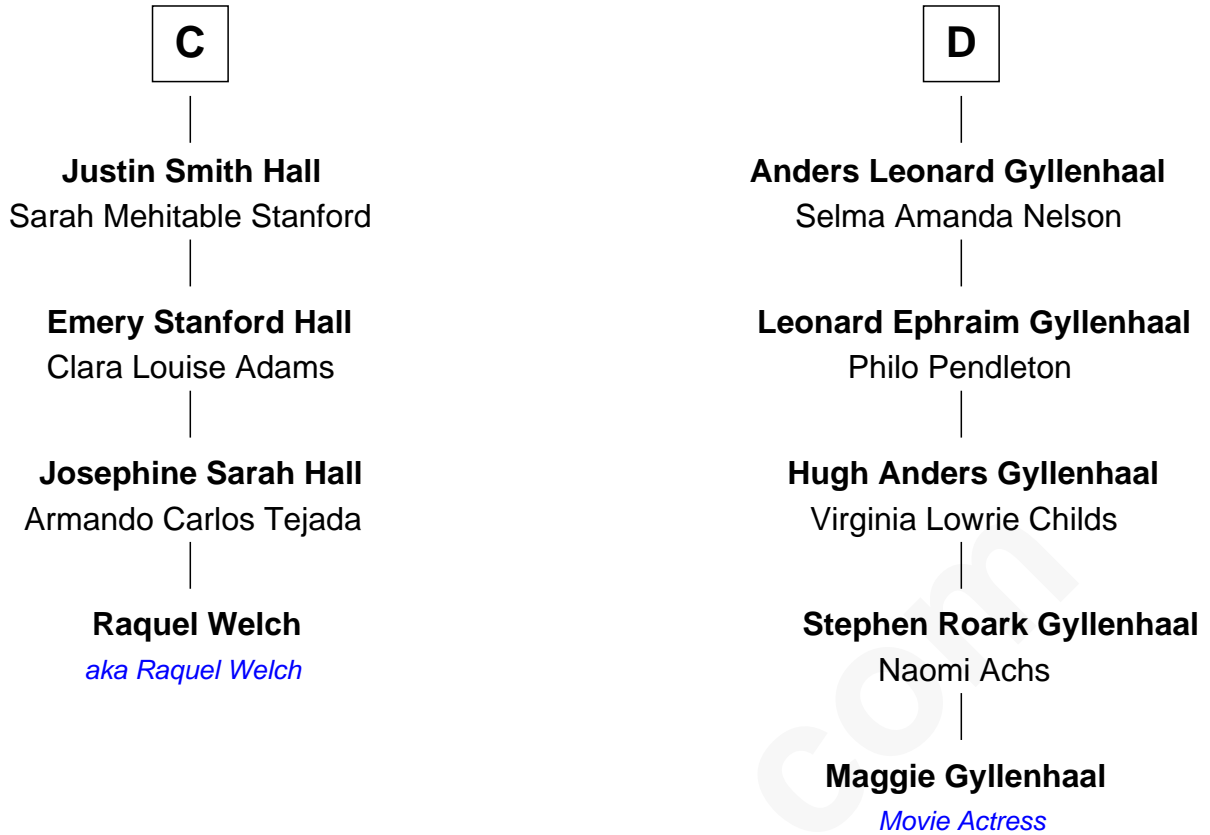 C
Justin Smith Hall
Sarah Mehitable Stanford
Emery Stanford Hall
Clara Louise Adams
Josephine Sarah Hall
Armando Carlos Tejada
Raquel Welch
aka Raquel Welch
D
Anders Leonard Gyllenhaal
Selma Amanda Nelson
Leonard Ephraim Gyllenhaal
Philo Pendleton
Hugh Anders Gyllenhaal
Virginia Lowrie Childs
Stephen Roark Gyllenhaal
Naomi Achs
Maggie Gyllenhaal
Movie Actress
com